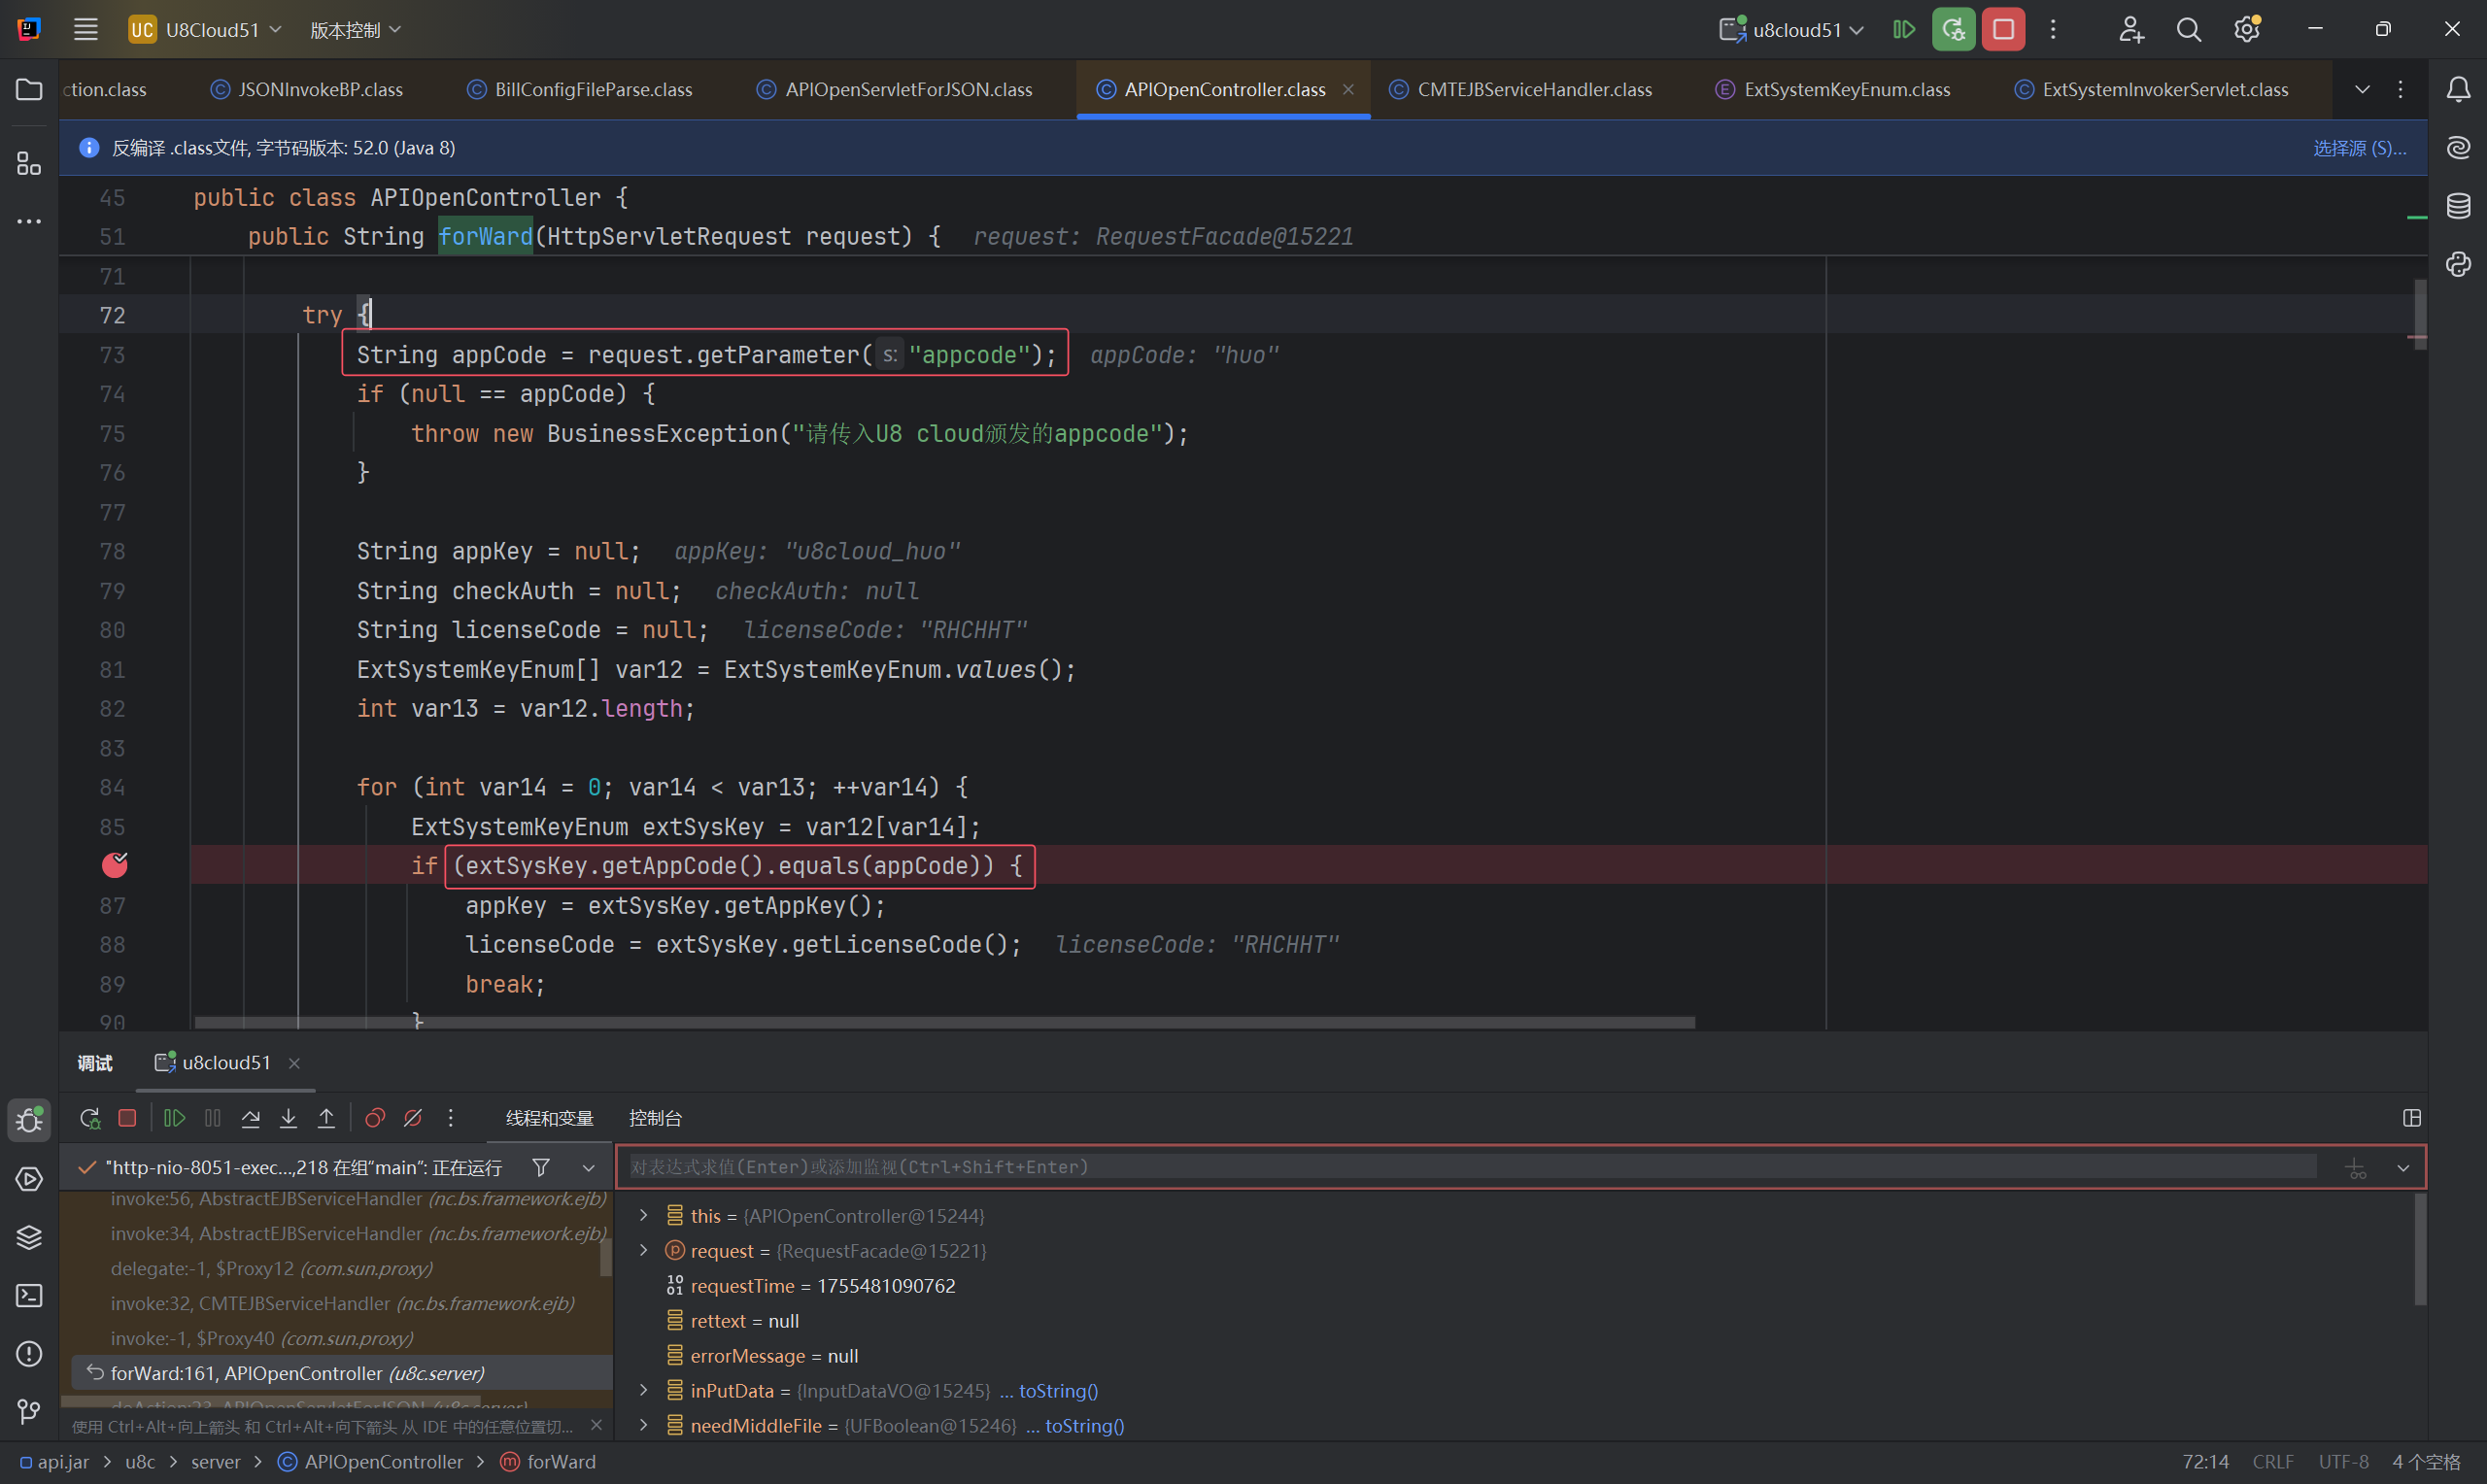 UC U8Cloud51 版本控制 u8cloud51
ction.class JSONInvokeBP.class BillConfigFileParse.class APIOpenServletForJSON.class APIOpenController.class CMTEJBServiceHandler.class ExtSystemKeyEnum.class ExtSystemInvokerServlet.class
反编译 .class文件, 字节码版本: 52.0 (Java 8) 选择源 (S)...
45 public class APIOpenController {
51 public String forWard(HttpServletRequest request) { request: RequestFacade@15221
71
72 try {
73 String appCode = request.getParameter( s: "appcode"); appCode: "huo"
74 if (null == appCode) {
75 throw new BusinessException("请传入U8 cloud颁发的appcode");
76 }
77
78 String appKey = null; appKey: "u8cloud_huo"
79 String checkAuth = null; checkAuth: null
80 String licenseCode = null; licenseCode: "RHCHHT"
81 ExtSystemKeyEnum[] var12 = ExtSystemKeyEnum.values();
82 int var13 = var12.length;
83
84 for (int var14 = 0; var14 < var13; ++var14) {
85 ExtSystemKeyEnum extSysKey = var12[var14];
if (extSysKey.getAppCode().equals(appCode)) {
87 appKey = extSysKey.getAppKey();
88 licenseCode = extSysKey.getLicenseCode(); licenseCode: "RHCHHT"
89 break;
90 }
调试 u8cloud51
线程和变量 控制台
"http-nio-8051-exec...,218 在组"main": 正在运行
对表达式求值(Enter)或添加监视(Ctrl+Shift+Enter)
invoke:56, AbstractEJBServiceHandler (nc.bs.framework.ejb)
invoke:34, AbstractEJBServiceHandler (nc.bs.framework.ejb)
delegate:-1, $Proxy12 (com.sun.proxy)
invoke:32, CMTEJBServiceHandler (nc.bs.framework.ejb)
invoke:-1, $Proxy40 (com.sun.proxy)
forWard:161, APIOpenController (u8c.server)
doAction:23, APIOpenServletForJSON (u8c.server)
使用 Ctrl+Alt+向上箭头 和 Ctrl+Alt+向下箭头 从 IDE 中的任意位置切...
this = {APIOpenController@15244}
request = {RequestFacade@15221}
requestTime = 1755481090762
rettext = null
errorMessage = null
inPutData = {InputDataVO@15245} ... toString()
needMiddleFile = {UFBoolean@15246} ... toString()
api.jar > u8c > server > APIOpenController > forWard
72:14 CRLF UTF-8 4 个空格